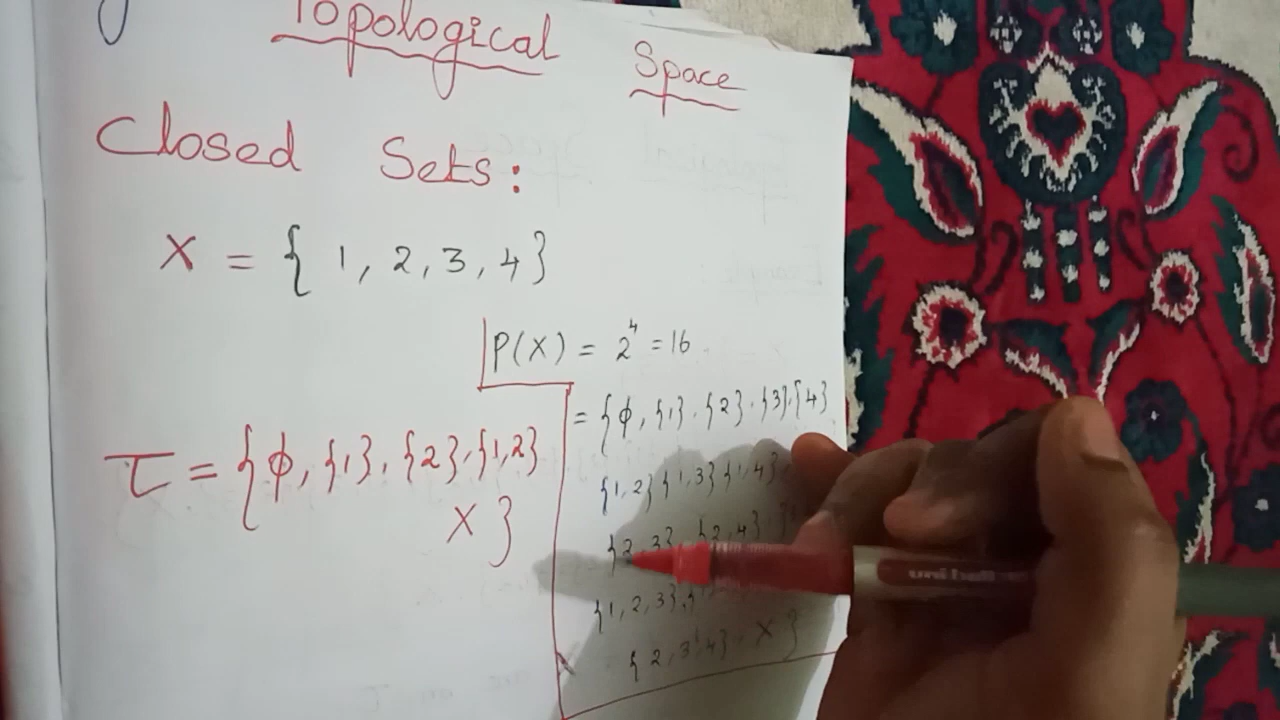 Topological Space
Closed Sets:
X = { 1, 2, 3, 4 }
P(X) = 2⁴ = 16
= { ϕ, {1}, {2}, {3}, {4}
{1,2} {1,3} {1,4}
{2,3}, {2,4}
{1,2,3},
{2,3,4}, X }
τ = { ϕ, {1}, {2}, {1,2}
X }